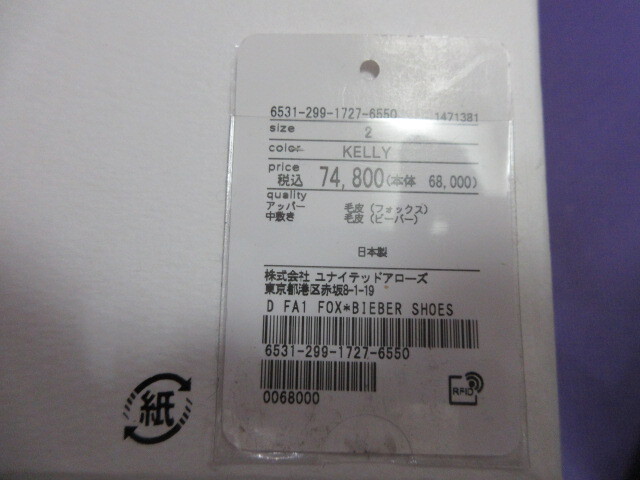 6531-299-1727-6550 1471381
size 2
color KELLY
price
税込 74,800(本体 68,000)
quality
アッパー 毛皮(フォックス)
中敷き 毛皮(ビーバー)
日本製
株式会社 ユナイテッドアローズ
東京都港区赤坂8-1-19
D FA1 FOX*BIEBER SHOES
6531-299-1727-6550
0068000
RFID
紙